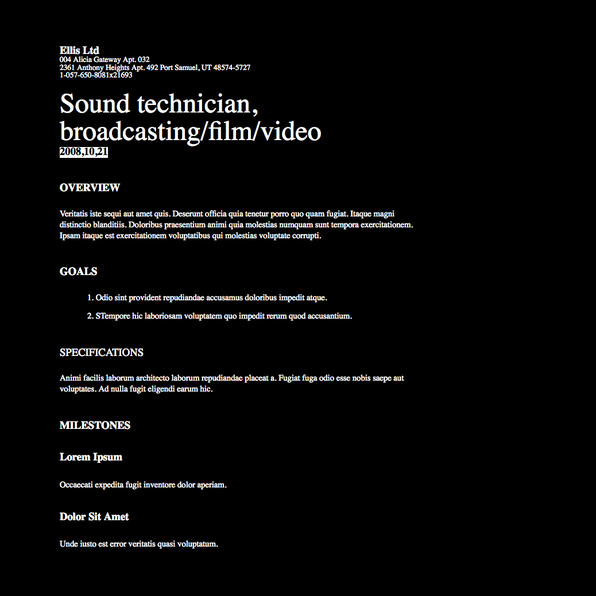 Ellis Ltd
004 Alicia Gateway Apt. 032
2361 Anthony Heights Apt. 492 Port Samuel, UT 48574-5727
1-057-650-8081x21693
Sound technician,
broadcasting/film/video
2008,10,21
OVERVIEW
Veritatis iste sequi aut amet quis. Deserunt officia quia tenetur porro quo quam fugiat. Itaque magni
distinctio blanditiis. Doloribus praesentium animi quia molestias numquam sunt tempora exercitationem.
Ipsam itaque est exercitationem voluptatibus qui molestias voluptate corrupti.
GOALS
1. Odio sint provident repudiandae accusamus doloribus impedit atque.
2. STempore hic laboriosam voluptatem quo impedit rerum quod accusantium.
SPECIFICATIONS
Animi facilis laborum architecto laborum repudiandae placeat a. Fugiat fuga odio esse nobis saepe aut
voluptates. Ad nulla fugit eligendi earum hic.
MILESTONES
Lorem Ipsum
Occaecati expedita fugit inventore dolor aperiam.
Dolor Sit Amet
Unde iusto est error veritatis quasi voluptatum.